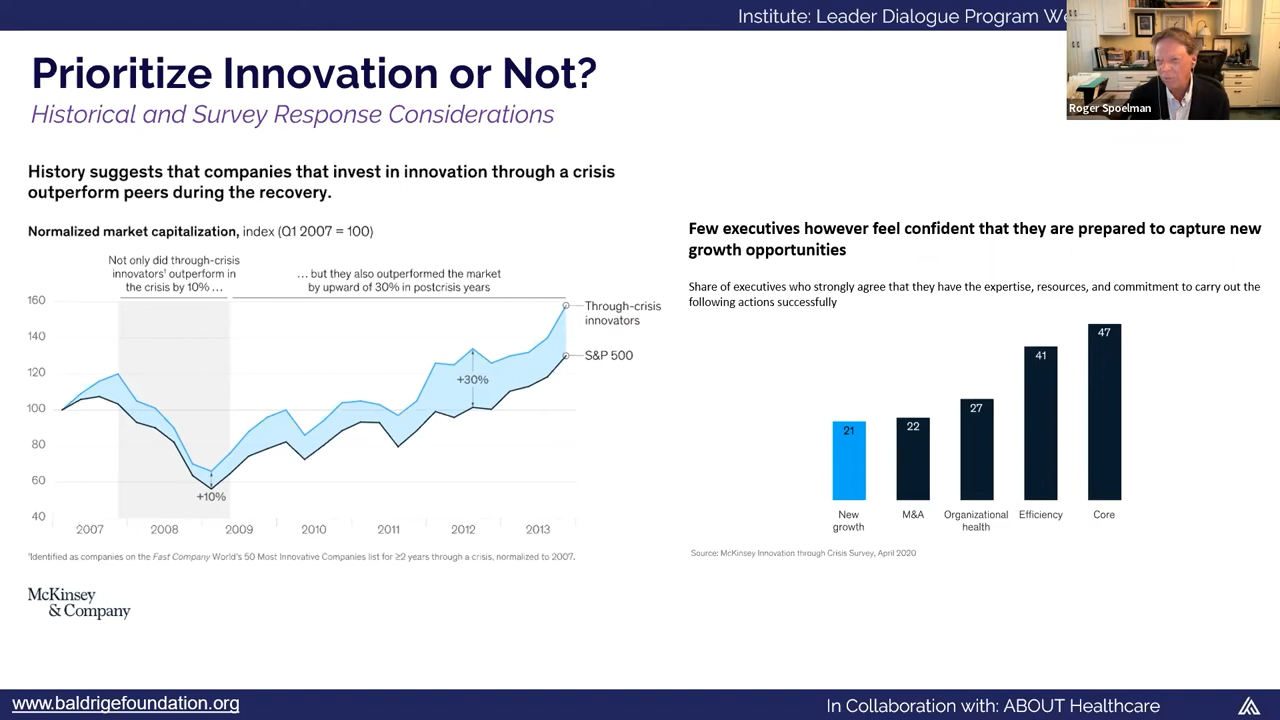 Institute: Leader Dialogue Program We
Roger Spoelman
Prioritize Innovation or Not?
Historical and Survey Response Considerations
History suggests that companies that invest in innovation through a crisis
outperform peers during the recovery.
Normalized market capitalization, index (Q1 2007 = 100)
Not only did through-crisis
innovators¹ outperform in
the crisis by 10% …
… but they also outperformed the market
by upward of 30% in postcrisis years
160
140
120
100
80
60
40
Through-crisis
innovators
S&P 500
+30%
+10%
2007
2008
2009
2010
2011
2012
2013
¹Identified as companies on the Fast Company World's 50 Most Innovative Companies list for ≥2 years through a crisis, normalized to 2007.
McKinsey
& Company
Few executives however feel confident that they are prepared to capture new
growth opportunities
Share of executives who strongly agree that they have the expertise, resources, and commitment to carry out the
following actions successfully
21
22
27
41
47
New
growth
M&A
Organizational
health
Efficiency
Core
Source: McKinsey Innovation through Crisis Survey, April 2020
www.baldrigefoundation.org
In Collaboration with: ABOUT Healthcare